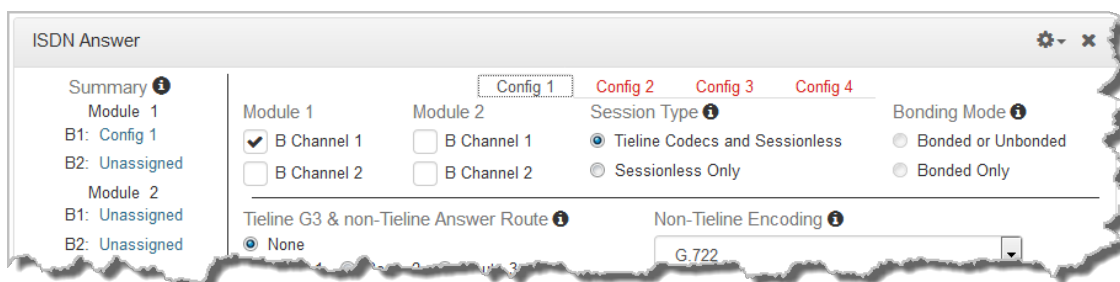 ISDN Answer
Summary
Module 1
B1: Config 1
B2: Unassigned
Module 2
B1: Unassigned
B2: Unassigned
Config 1 Config 2 Config 3 Config 4
Module 1 Module 2 Session Type Bonding Mode
B Channel 1 B Channel 1 Tieline Codecs and Sessionless Bonded or Unbonded
B Channel 2 B Channel 2 Sessionless Only Bonded Only
Tieline G3 & non-Tieline Answer Route Non-Tieline Encoding
None G.722